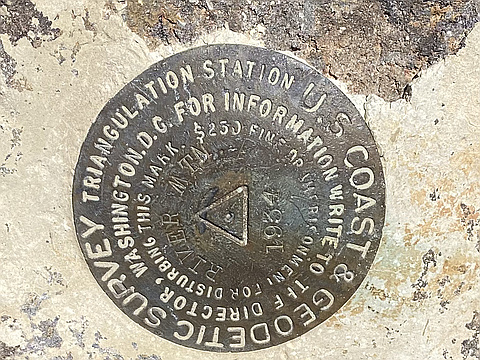 U.S. COAST & GEODETIC SURVEY
TRIANGULATION STATION
FOR INFORMATION WRITE TO THE DIRECTOR, WASHINGTON, D.C.
$250 FINE OR IMPRISONMENT FOR DISTURBING THIS MARK.
RIVER MTN
1934